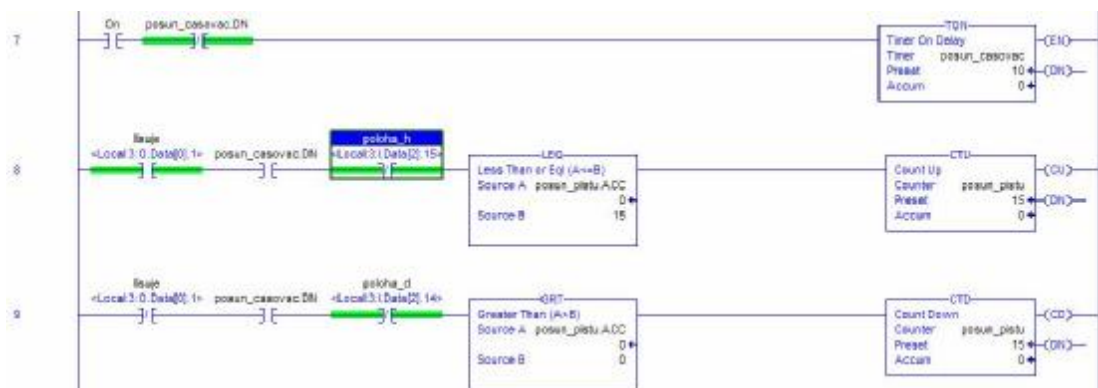 On posun_casovac.DN
TON
7
Timer On Delay
(EN)
Timer posun_casovac
Preset 10
(DN)
Accum 0
lisuje
poloha_h
<Local:3:O.Data[0].1> posun_casovac.DN <Local:3:I.Data[2].15>
LEQ
CTU
8
Less Than or Eql (A<=B)
Count Up
(CU)
Source A posun_pistu.ACC
Counter posun_pistu
0
Preset 15
(DN)
Source B 15
Accum 0
lisuje
poloha_d
<Local:3:O.Data[0].1> posun_casovac.DN <Local:3:I.Data[2].14>
GRT
CTD
9
Greater Than (A>B)
Count Down
(CD)
Source A posun_pistu.ACC
Counter posun_pistu
0
Preset 15
(DN)
Source B 0
Accum 0